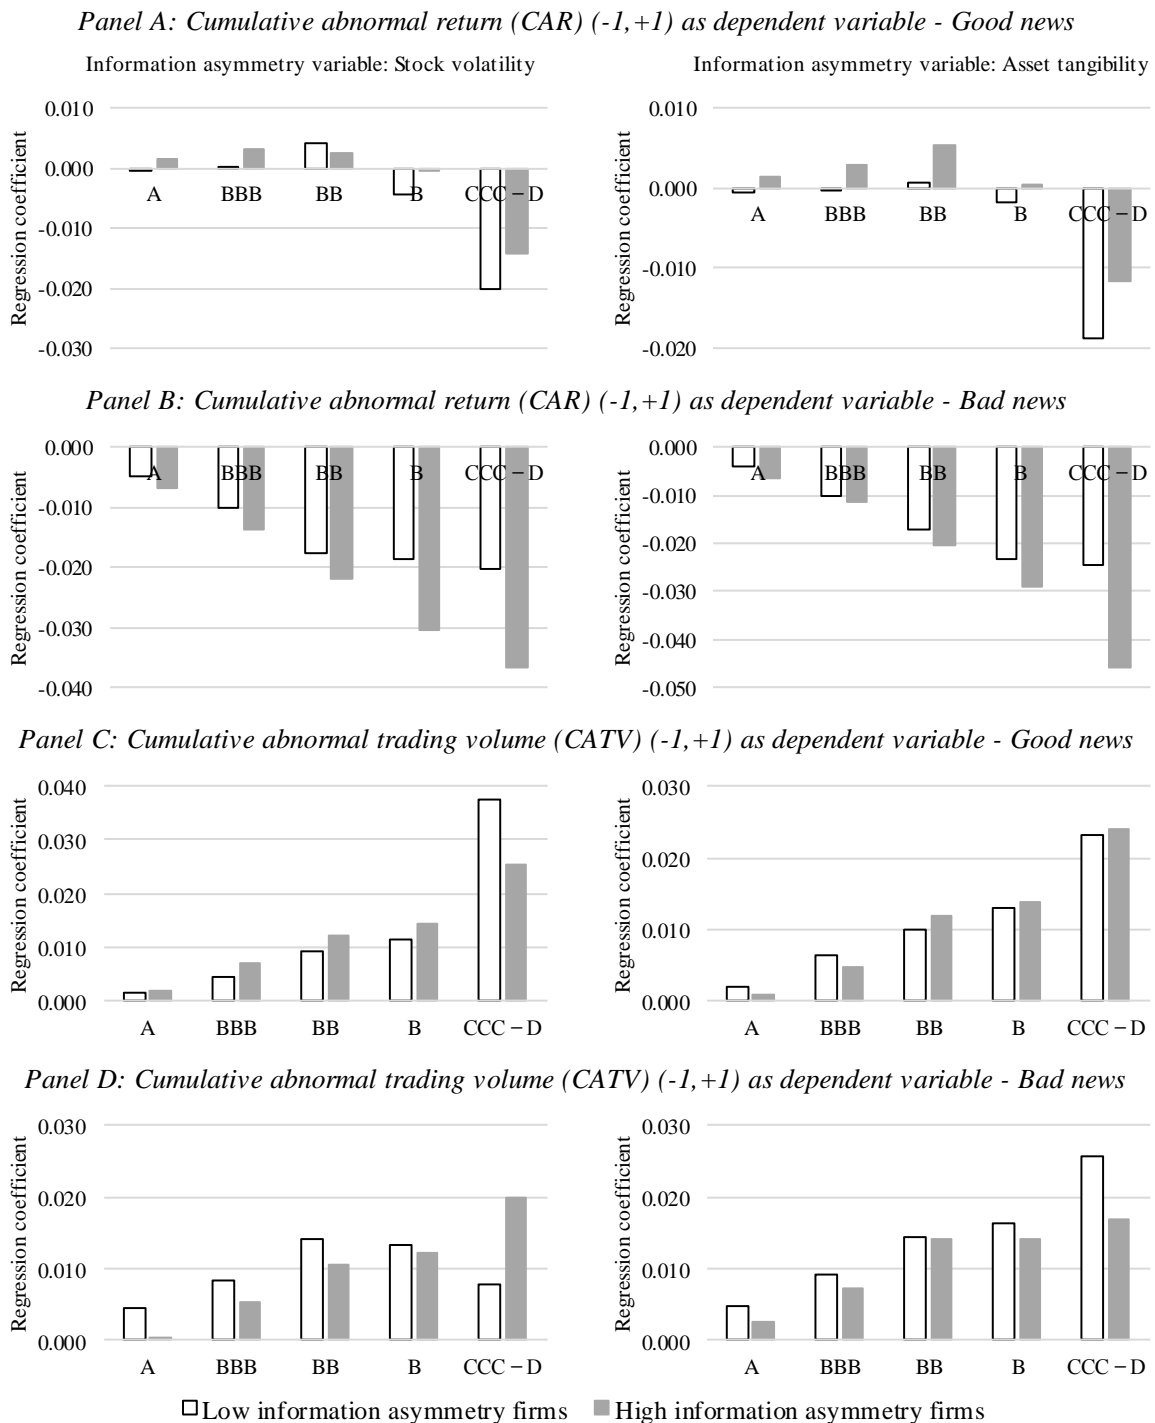 Panel A: Cumulative abnormal return (CAR) (-1,+1) as dependent variable - Good news
Information asymmetry variable: Stock volatility
Regression coefficient
0.010
0.000
-0.010
-0.020
-0.030
A BBB BB B CCC – D
Information asymmetry variable: Asset tangibility
Regression coefficient
0.010
0.000
-0.010
-0.020
A BBB BB B CCC – D
Panel B: Cumulative abnormal return (CAR) (-1,+1) as dependent variable - Bad news
Regression coefficient
0.000
-0.010
-0.020
-0.030
-0.040
A BBB BB B CCC – D
Regression coefficient
0.000
-0.010
-0.020
-0.030
-0.040
-0.050
A BBB BB B CCC – D
Panel C: Cumulative abnormal trading volume (CATV) (-1,+1) as dependent variable - Good news
Regression coefficient
0.040
0.030
0.020
0.010
0.000
A BBB BB B CCC – D
Regression coefficient
0.030
0.020
0.010
0.000
A BBB BB B CCC – D
Panel D: Cumulative abnormal trading volume (CATV) (-1,+1) as dependent variable - Bad news
Regression coefficient
0.030
0.020
0.010
0.000
A BBB BB B CCC – D
Regression coefficient
0.030
0.020
0.010
0.000
A BBB BB B CCC – D
Low information asymmetry firms High information asymmetry firms